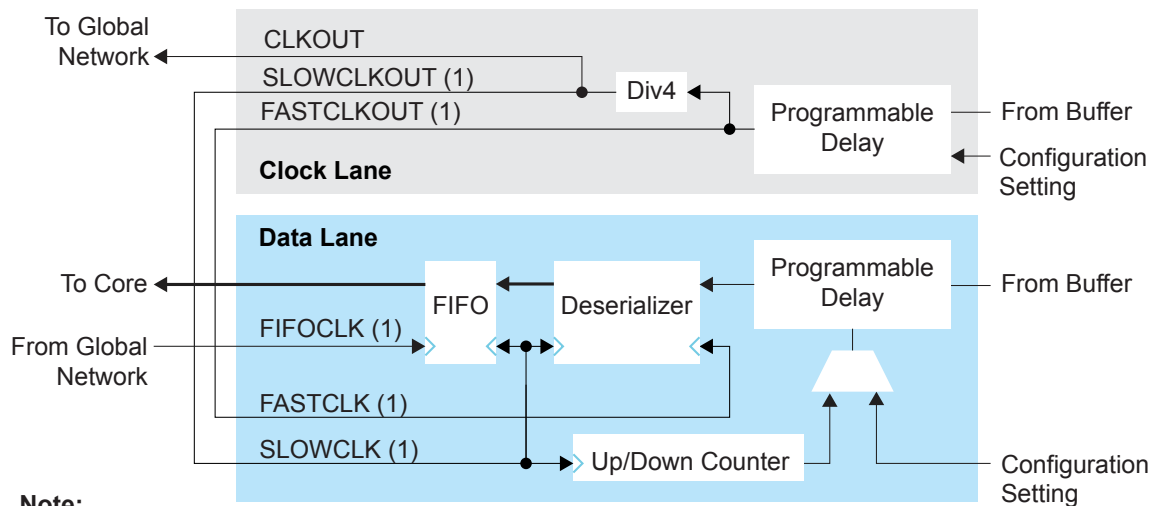 To Global
Network
CLKOUT
SLOWCLKOUT (1)
FASTCLKOUT (1)
Div4
Programmable
Delay
From Buffer
Configuration
Setting
Clock Lane
Data Lane
To Core
FIFO
Deserializer
Programmable
Delay
From Buffer
FIFOCLK (1)
From Global
Network
FASTCLK (1)
SLOWCLK (1)
Up/Down Counter
Configuration
Setting
Note: